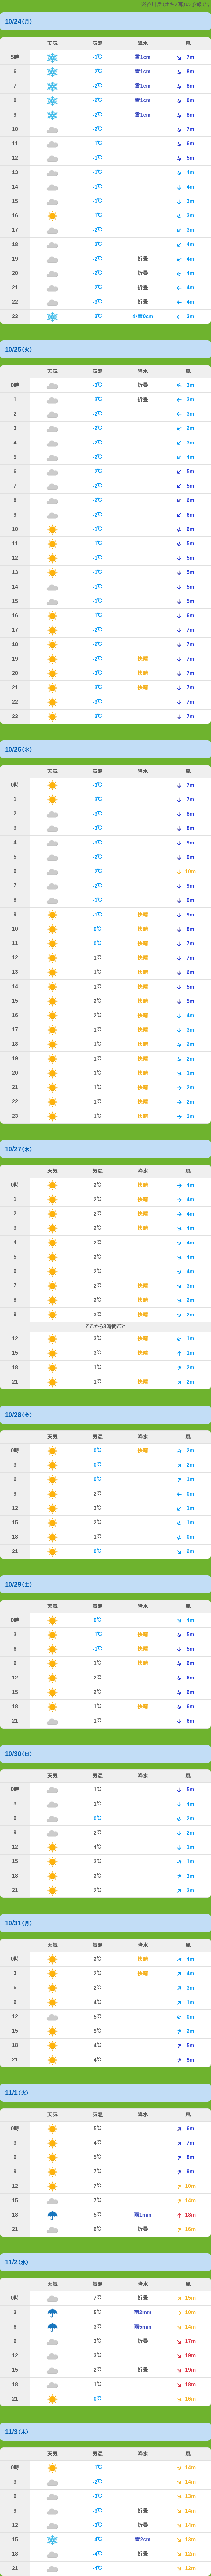 10/24(月)
天気 気温 降水 風
5時 -1℃ 雪1cm 7m
6 -2℃ 雪1cm 8m
7 -2℃ 雪1cm 8m
8 -2℃ 雪1cm 8m
9 -2℃ 雪1cm 8m
10 -2℃ 7m
11 -1℃ 6m
12 -1℃ 5m
13 -1℃ 4m
14 -1℃ 4m
15 -1℃ 3m
16 -1℃ 3m
17 -2℃ 3m
18 -2℃ 4m
19 -2℃ 折曇 4m
20 -2℃ 折曇 4m
21 -2℃ 折曇 4m
22 -3℃ 折曇 4m
23 -3℃ 小雪0cm 3m
10/25(火)
天気 気温 降水 風
0時 -3℃ 折曇 3m
1 -3℃ 折曇 3m
2 -2℃ 3m
3 -2℃ 2m
4 -2℃ 3m
5 -2℃ 4m
6 -2℃ 5m
7 -2℃ 5m
8 -2℃ 6m
9 -2℃ 6m
10 -1℃ 6m
11 -1℃ 5m
12 -1℃ 5m
13 -1℃ 5m
14 -1℃ 5m
15 -1℃ 5m
16 -1℃ 6m
17 -2℃ 7m
18 -2℃ 7m
19 -2℃ 快晴 7m
20 -3℃ 快晴 7m
21 -3℃ 快晴 7m
22 -3℃ 7m
23 -3℃ 7m
10/26(水)
天気 気温 降水 風
0時 -3℃ 7m
1 -3℃ 7m
2 -3℃ 8m
3 -3℃ 8m
4 -3℃ 9m
5 -2℃ 9m
6 -2℃ 10m
7 -2℃ 9m
8 -1℃ 9m
9 -1℃ 快晴 9m
10 0℃ 快晴 8m
11 0℃ 快晴 7m
12 1℃ 快晴 7m
13 1℃ 快晴 6m
14 1℃ 快晴 5m
15 2℃ 快晴 5m
16 2℃ 快晴 4m
17 1℃ 快晴 3m
18 1℃ 快晴 2m
19 1℃ 快晴 2m
20 1℃ 快晴 1m
21 1℃ 快晴 2m
22 1℃ 快晴 2m
23 1℃ 快晴 3m
10/27(木)
天気 気温 降水 風
0時 2℃ 快晴 4m
1 2℃ 快晴 4m
2 2℃ 快晴 4m
3 2℃ 快晴 4m
4 2℃ 4m
5 2℃ 4m
6 2℃ 4m
7 2℃ 快晴 3m
8 2℃ 快晴 2m
9 3℃ 快晴 2m
ここから3時間ごと
12 3℃ 快晴 1m
15 3℃ 快晴 1m
18 1℃ 2m
21 1℃ 快晴 2m
10/28(金)
天気 気温 降水 風
0時 0℃ 快晴 2m
3 0℃ 2m
6 0℃ 1m
9 2℃ 0m
12 3℃ 1m
15 2℃ 1m
18 1℃ 0m
21 0℃ 2m
10/29(土)
天気 気温 降水 風
0時 0℃ 4m
3 -1℃ 快晴 5m
6 -1℃ 快晴 5m
9 1℃ 快晴 6m
12 2℃ 6m
15 2℃ 6m
18 1℃ 快晴 6m
21 1℃ 6m
10/30(日)
天気 気温 降水 風
0時 1℃ 5m
3 1℃ 4m
6 0℃ 2m
9 2℃ 2m
12 4℃ 1m
15 3℃ 1m
18 2℃ 3m
21 2℃ 3m
10/31(月)
天気 気温 降水 風
0時 2℃ 快晴 4m
3 2℃ 快晴 4m
6 2℃ 3m
9 4℃ 1m
12 5℃ 0m
15 5℃ 2m
18 4℃ 5m
21 4℃ 5m
11/1(火)
天気 気温 降水 風
0時 5℃ 6m
3 4℃ 7m
6 5℃ 8m
9 7℃ 9m
12 7℃ 10m
15 7℃ 14m
18 5℃ 雨1mm 18m
21 6℃ 折曇 16m
11/2(水)
天気 気温 降水 風
0時 7℃ 折曇 15m
3 5℃ 雨2mm 10m
6 3℃ 雨5mm 14m
9 3℃ 折曇 17m
12 3℃ 19m
15 2℃ 折曇 19m
18 1℃ 18m
21 0℃ 16m
11/3(木)
天気 気温 降水 風
0時 -1℃ 14m
3 -2℃ 14m
6 -3℃ 13m
9 -3℃ 折曇 14m
12 -3℃ 折曇 14m
15 -4℃ 雪2cm 13m
18 -4℃ 折曇 12m
21 -4℃ 12m